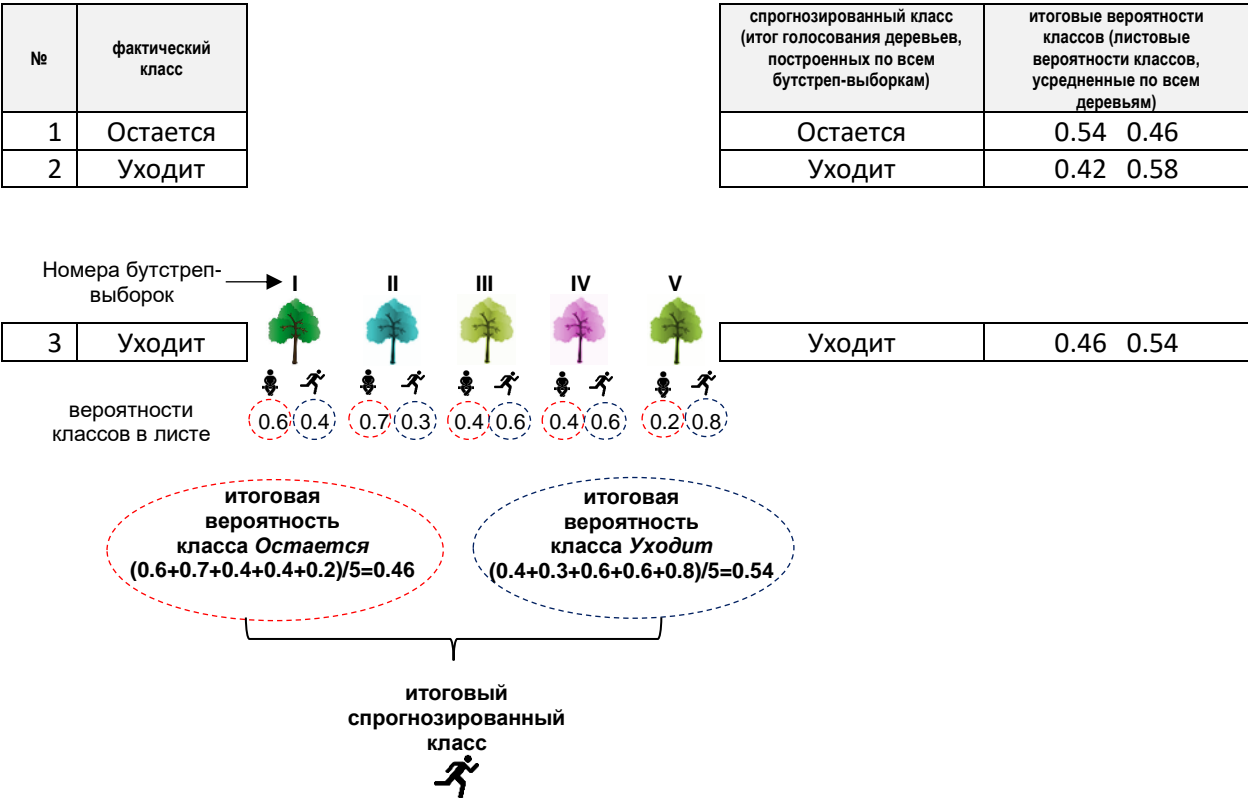 №
фактический
класс
спрогнозированный класс
(итог голосования деревьев,
построенных по всем
бутстреп-выборкам)
итоговые вероятности
классов (листовые
вероятности классов,
усредненные по всем
деревьям)
1 Остается Остается 0.54 0.46
2 Уходит Уходит 0.42 0.58
Номера бутстреп-
выборок
I II III IV V
3 Уходит Уходит 0.46 0.54
вероятности
классов в листе
0.6 0.4 0.7 0.3 0.4 0.6 0.4 0.6 0.2 0.8
итоговая
вероятность
класса Остается
(0.6+0.7+0.4+0.4+0.2)/5=0.46
итоговая
вероятность
класса Уходит
(0.4+0.3+0.6+0.6+0.8)/5=0.54
итоговый
спрогнозированный
класс